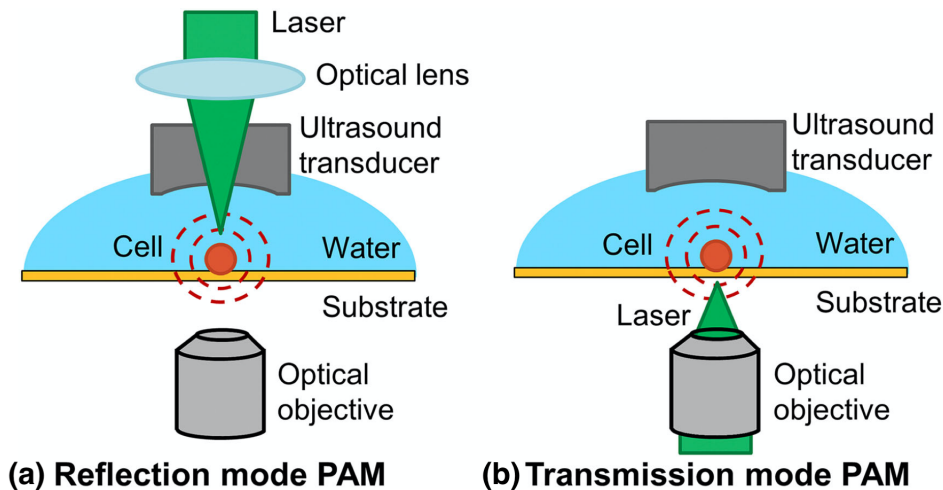 Laser
Optical lens
Ultrasound
transducer
Cell
Water
Substrate
Optical
objective
(a) Reflection mode PAM
Ultrasound
transducer
Cell
Water
Substrate
Laser
Optical
objective
(b) Transmission mode PAM